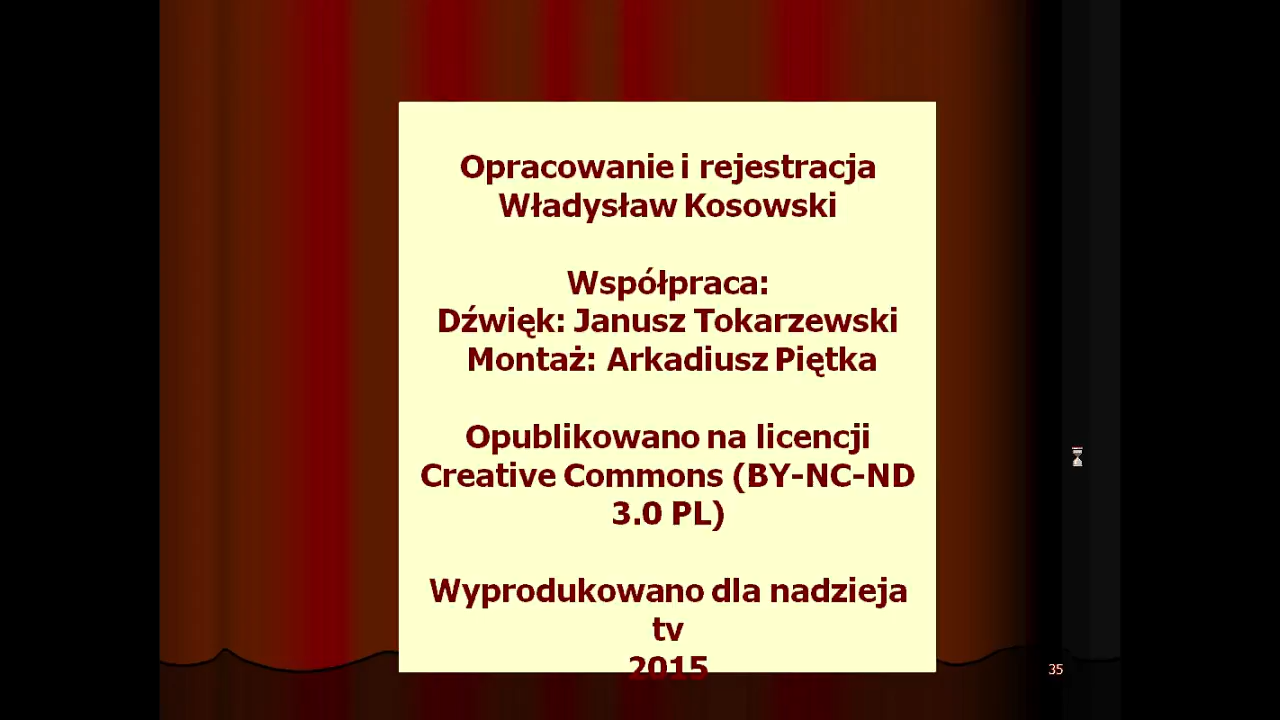 Opracowanie i rejestracja
Władysław Kosowski
Współpraca:
Dźwięk: Janusz Tokarzewski
Montaż: Arkadiusz Piętka
Opublikowano na licencji
Creative Commons (BY-NC-ND
3.0 PL)
Wyprodukowano dla nadzieja
tv
2015
35